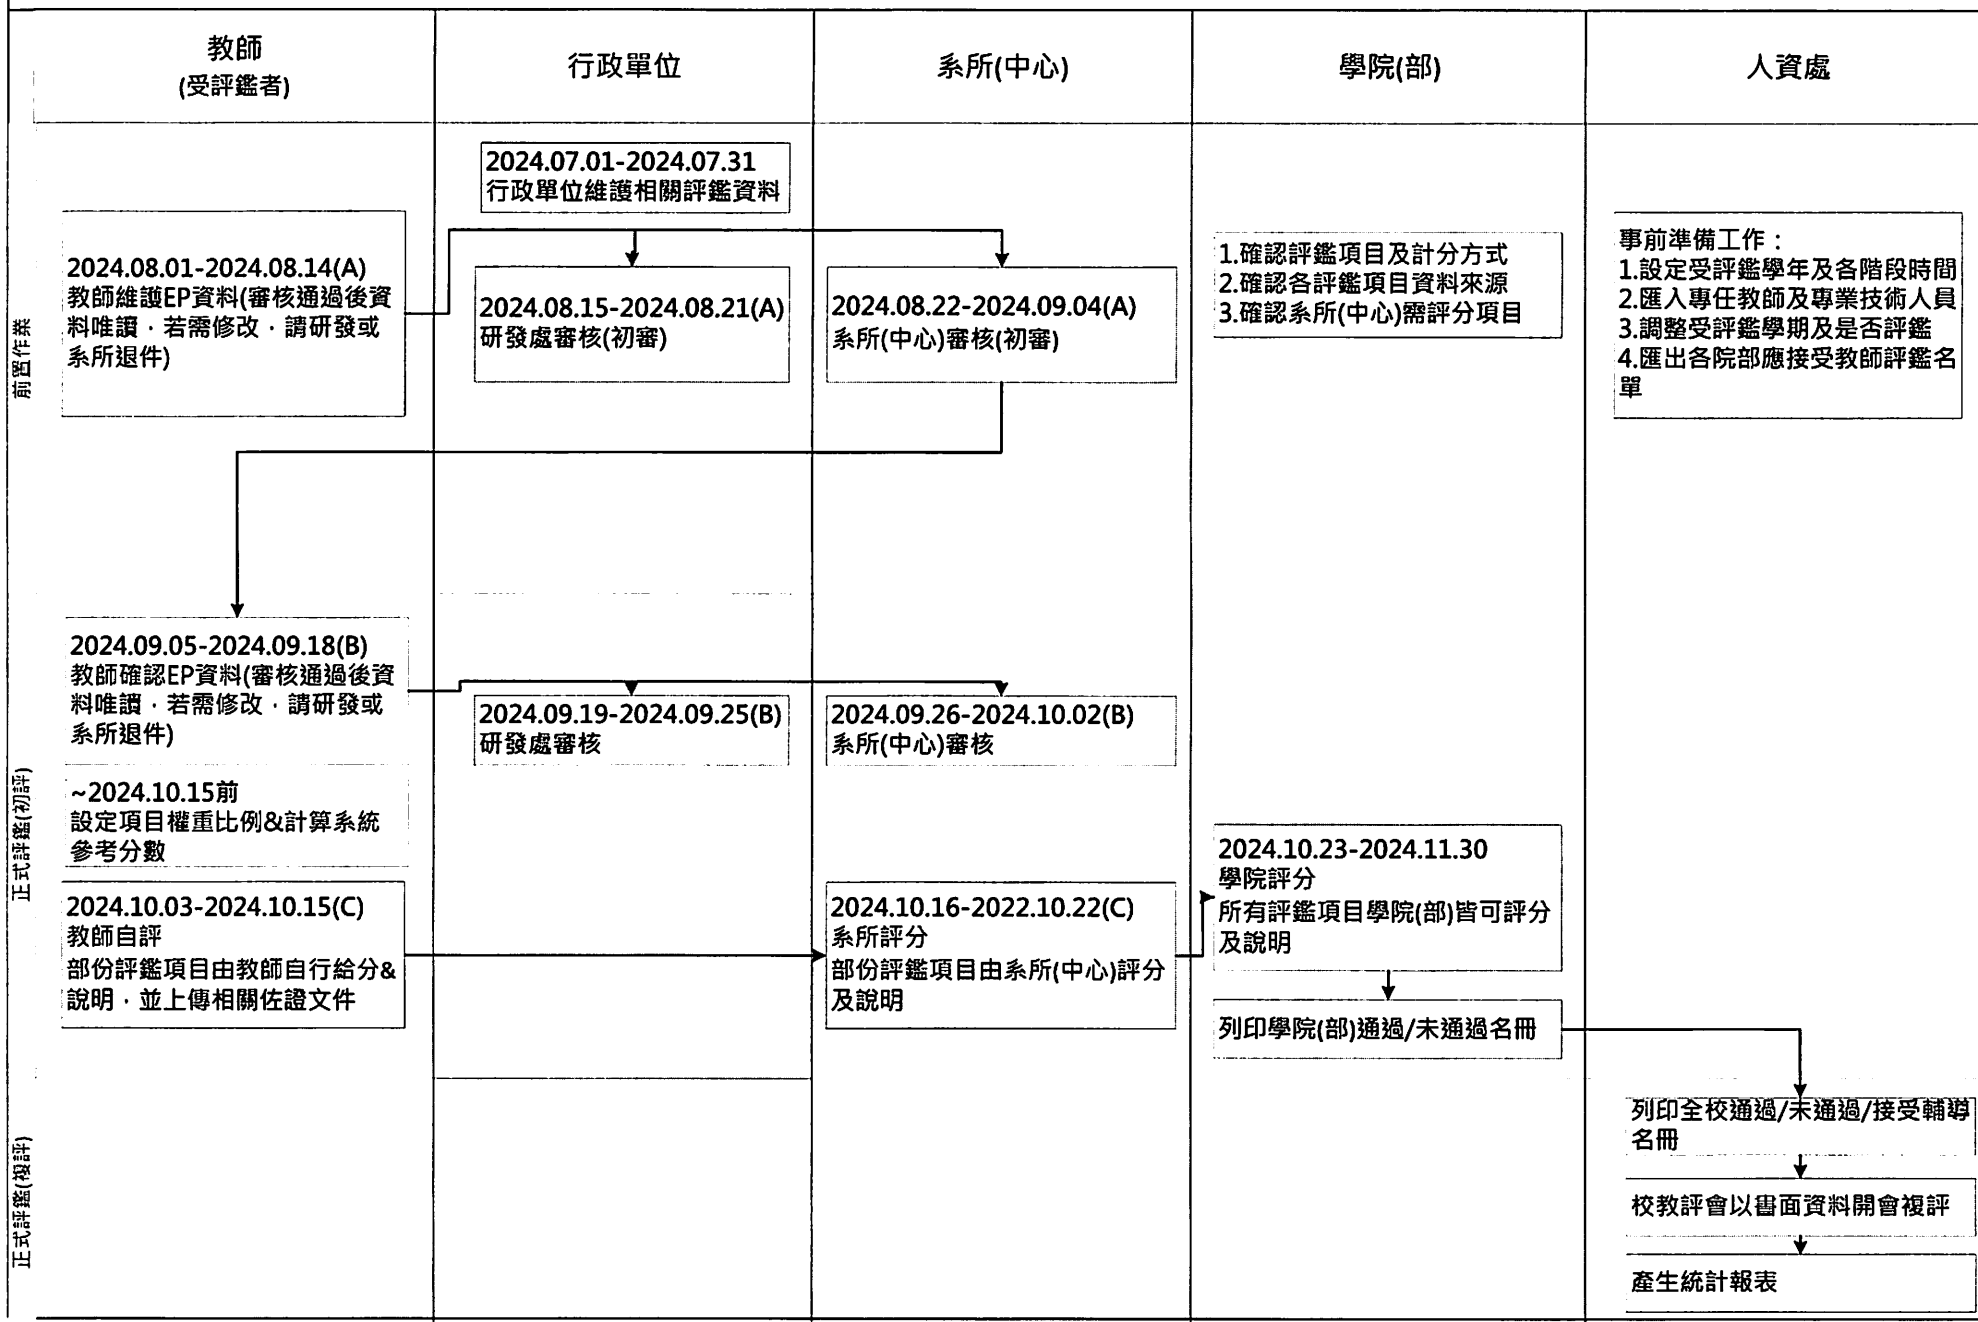 教師
(受評鑑者)
行政單位
系所(中心)
學院(部)
人資處
前置作業
2024.07.01-2024.07.31
行政單位維護相關評鑑資料
2024.08.01-2024.08.14(A)
教師維護EP資料(審核通過後資
料唯讀，若需修改，請研發或
系所退件)
2024.08.15-2024.08.21(A)
研發處審核(初審)
2024.08.22-2024.09.04(A)
系所(中心)審核(初審)
1.確認評鑑項目及計分方式
2.確認各評鑑項目資料來源
3.確認系所(中心)需評分項目
事前準備工作：
1.設定受評鑑學年及各階段時間
2.匯入專任教師及專業技術人員
3.調整受評鑑學期及是否評鑑
4.匯出各院部應接受教師評鑑名
單
正式評鑑(初評)
2024.09.05-2024.09.18(B)
教師確認EP資料(審核通過後資
料唯讀，若需修改，請研發或
系所退件)
2024.09.19-2024.09.25(B)
研發處審核
2024.09.26-2024.10.02(B)
系所(中心)審核
~2024.10.15前
設定項目權重比例&計算系統
參考分數
2024.10.03-2024.10.15(C)
教師自評
部份評鑑項目由教師自行給分&
說明，並上傳相關佐證文件
2024.10.16-2022.10.22(C)
系所評分
部份評鑑項目由系所(中心)評分
及說明
2024.10.23-2024.11.30
學院評分
所有評鑑項目學院(部)皆可評分
及說明
列印學院(部)通過/未通過名冊
正式評鑑(複評)
列印全校通過/未通過/接受輔導
名冊
校教評會以書面資料開會複評
產生統計報表